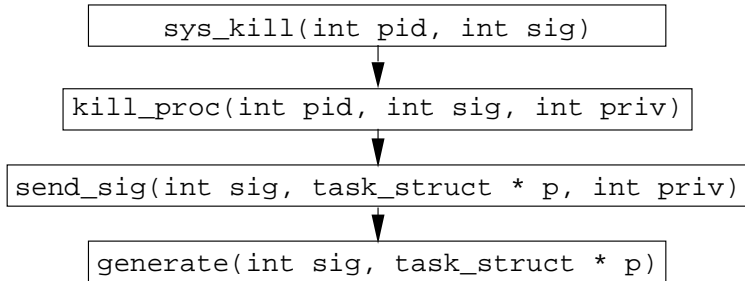 sys_kill(int pid, int sig)
kill_proc(int pid, int sig, int priv)
send_sig(int sig, task_struct * p, int priv)
generate(int sig, task_struct * p)